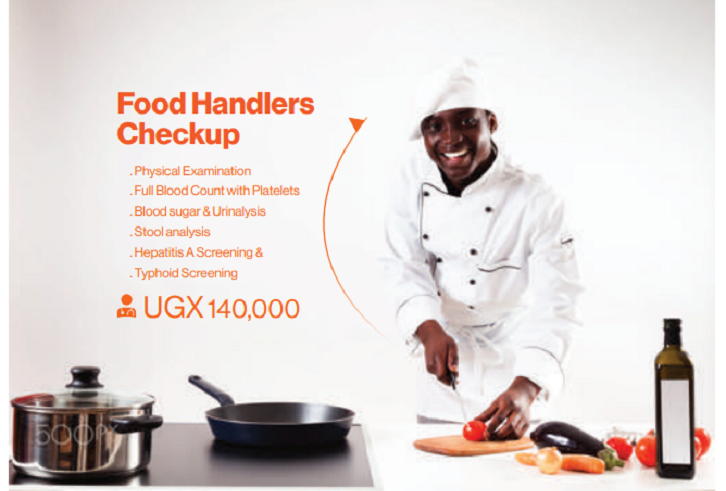 Food Handlers
Checkup
. Physical Examination
. Full Blood Count with Platelets
. Blood sugar & Urinalysis
. Stool analysis
. Hepatitis A Screening &
. Typhoid Screening
UGX 140,000
500P